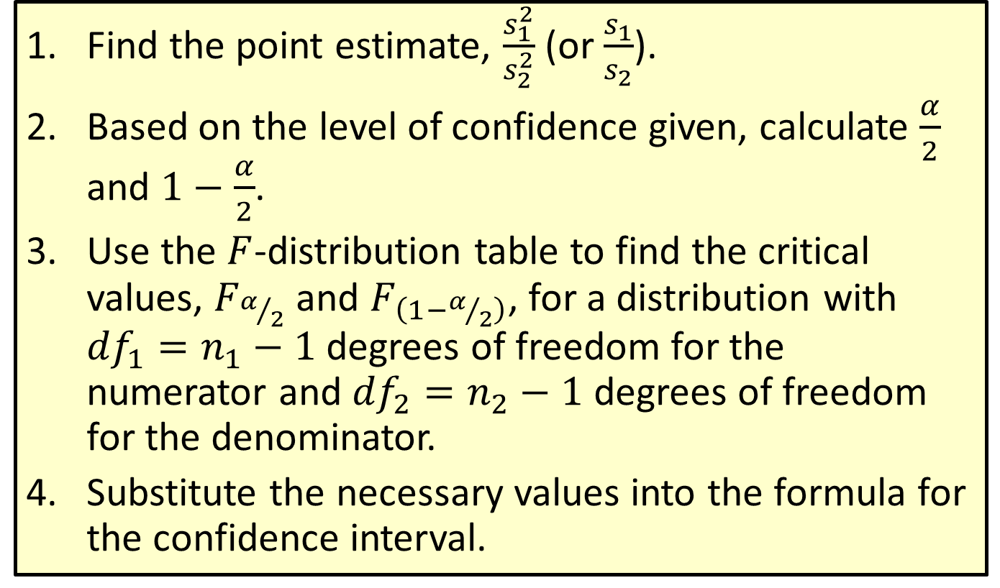 1. Find the point estimate, $\frac{s_1^2}{s_2^2}$ (or $\frac{s_1}{s_2}$).
2. Based on the level of confidence given, calculate $\frac{\alpha}{2}$
and $1 - \frac{\alpha}{2}$.
3. Use the $F$-distribution table to find the critical
values, $F_{\alpha/2}$ and $F_{(1-\alpha/2)}$, for a distribution with
$df_1 = n_1 - 1$ degrees of freedom for the
numerator and $df_2 = n_2 - 1$ degrees of freedom
for the denominator.
4. Substitute the necessary values into the formula for
the confidence interval.